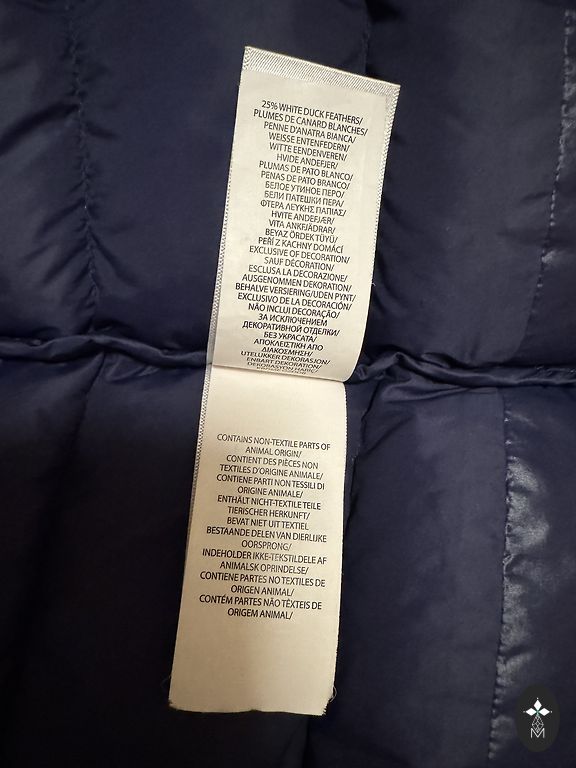 25% WHITE DUCK FEATHERS/
PLUMES DE CANARD BLANCHES/
PENNE D'ANATRA BIANCA/
WEISSE ENTENFEDERN/
WITTE EENDENVEREN/
HVIDE ANDEFJER/
PLUMAS DE PATO BLANCO/
PENAS DE PATO BRANCO/
БЕЛОЕ УТИНОЕ ПЕРО/
БЕЛИ ПАТЕШКИ ПЕРА/
ΦΤΕΡΑ ΛΕΥΚΗΣ ΠΑΠΙΑΣ/
HVITE ANDEFJÆR/
VITA ANKFJÄDRAR/
BEYAZ ÖRDEK TÜYÜ/
PEŘÍ Z KACHNY DOMÁCÍ
EXCLUSIVE OF DECORATION/
SAUF DÉCORATION/
ESCLUSA LA DECORAZIONE/
AUSGENOMMEN DEKORATION/
BEHALVE VERSIERING/UDEN PYNT/
EXCLUSIVO DE LA DECORACIÓN/
NÃO INCLUI DECORAÇÃO/
ЗА ИСКЛЮЧЕНИЕМ
ДЕКОРАТИВНОЙ ОТДЕЛКИ/
БЕЗ УКРАСАТА/
ΑΠΟΚΛΕΙΣΤΙΚΗ ΑΠΟ
ΔΙΑΚΟΣΜΗΣΗ/
UTELUKKER DEKORASJON/
ENBART DEKORATION/
DEKORASYON HARİÇ/
CONTAINS NON-TEXTILE PARTS OF
ANIMAL ORIGIN/
CONTIENT DES PIÈCES NON
TEXTILES D'ORIGINE ANIMALE/
CONTIENE PARTI NON TESSILI DI
ORIGINE ANIMALE/
ENTHÄLT NICHT-TEXTILE TEILE
TIERISCHER HERKUNFT/
BEVAT NIET UIT TEXTIEL
BESTAANDE DELEN VAN DIERLIJKE
OORSPRONG/
INDEHOLDER IKKE-TEKSTILDELE AF
ANIMALSK OPRINDELSE/
CONTIENE PARTES NO TEXTILES DE
ORIGEN ANIMAL/
CONTÉM PARTES NÃO TÊXTEIS DE
ORIGEM ANIMAL/
M